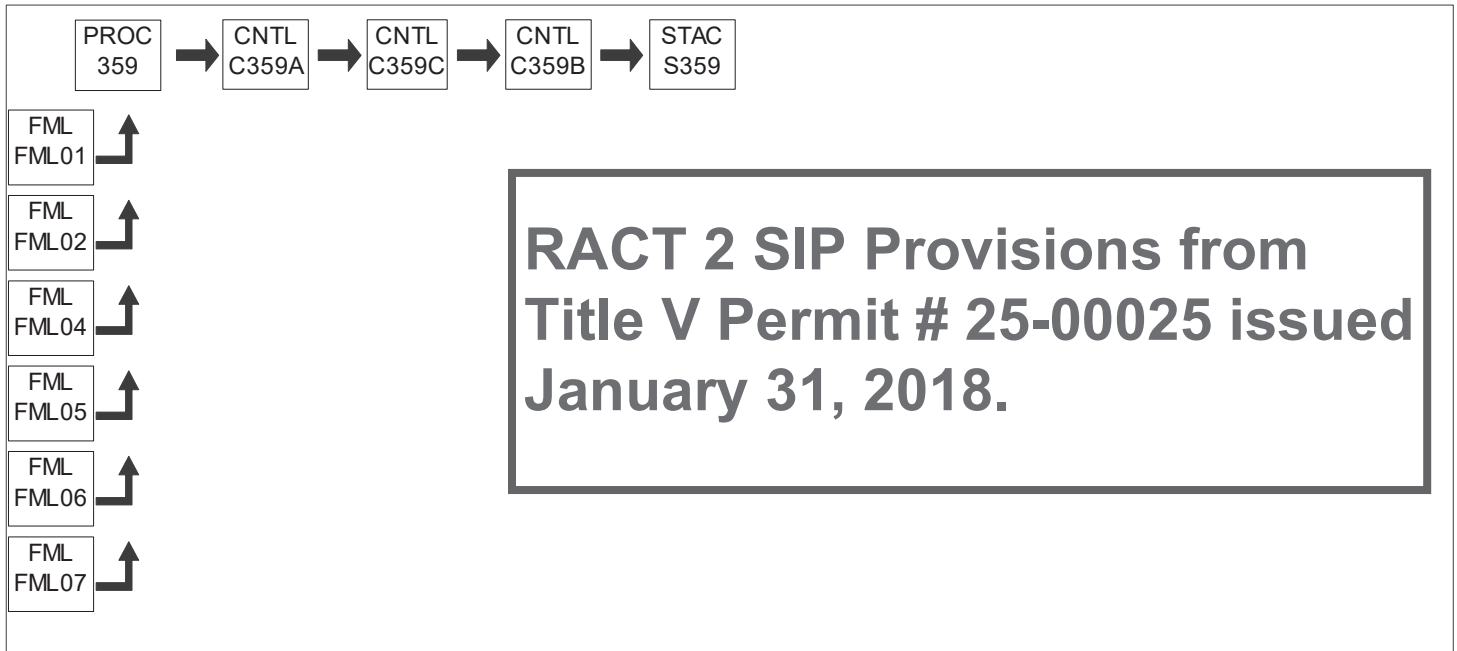 PROC
359
CNTL
C359A
CNTL
C359C
CNTL
C359B
STAC
S359
FML
FML01
FML
FML02
FML
FML04
FML
FML05
FML
FML06
FML
FML07
RACT 2 SIP Provisions from
Title V Permit # 25-00025 issued
January 31, 2018.